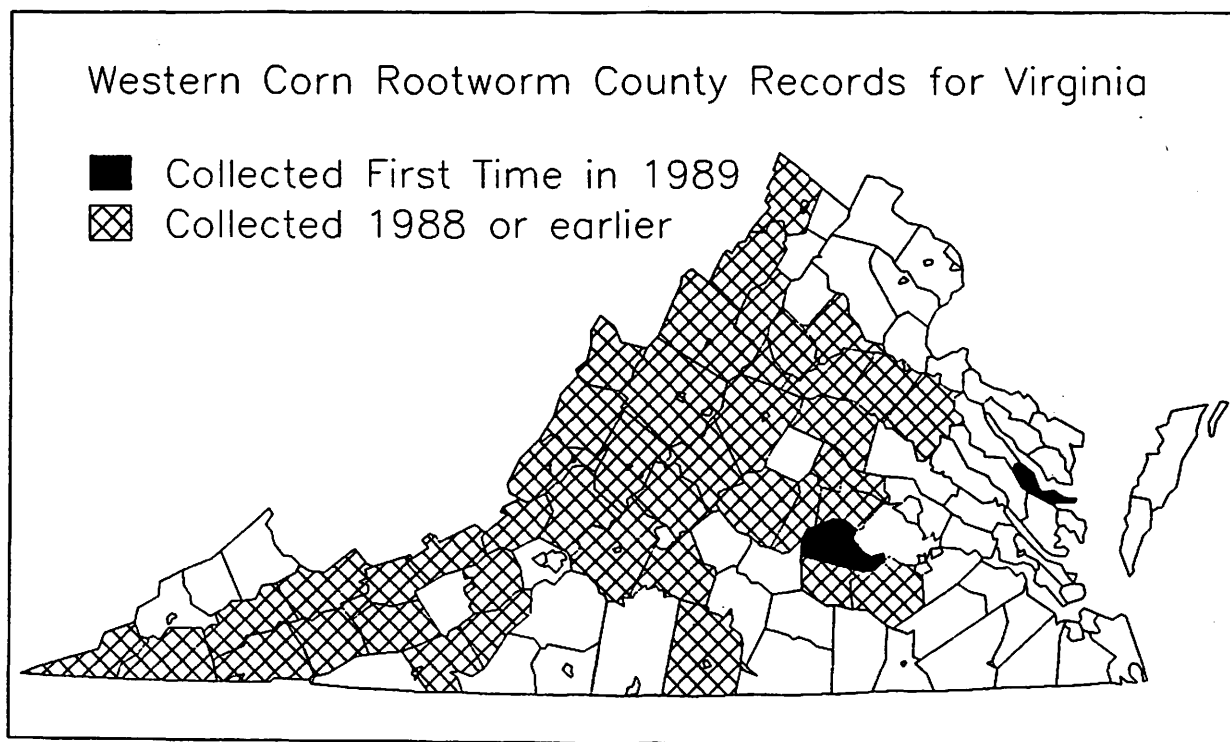 Western Corn Rootworm County Records for Virginia
Collected First Time in 1989
Collected 1988 or earlier